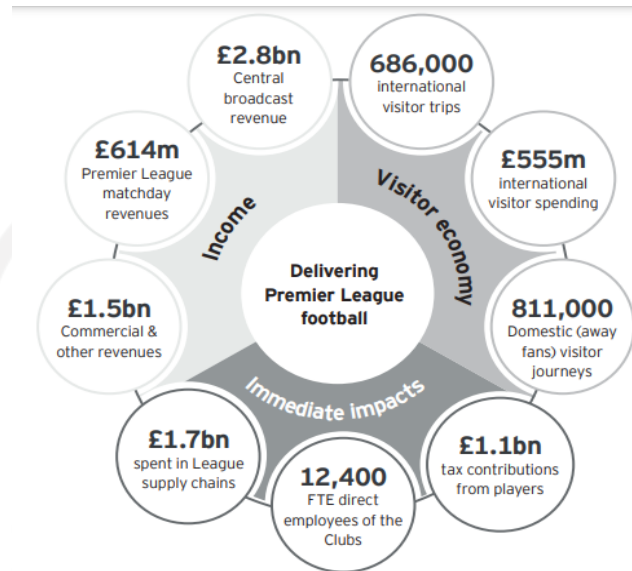 £2.8bn
Central
broadcast
revenue
686,000
international
visitor trips
£614m
Premier League
matchday
revenues
£555m
international
visitor spending
Income
Visitor economy
Delivering
Premier League
football
£1.5bn
Commercial &
other revenues
811,000
Domestic (away
fans) visitor
journeys
Immediate impacts
£1.7bn
spent in League
supply chains
12,400
FTE direct
employees of the
Clubs
£1.1bn
tax contributions
from players